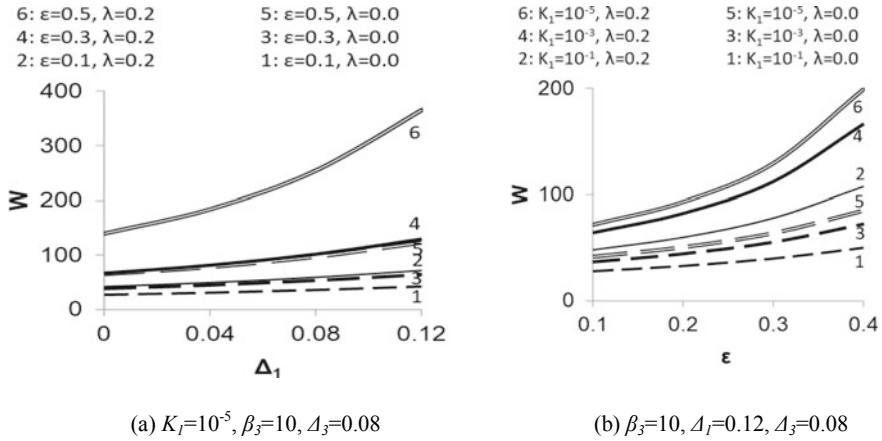 6: ε=0.5, λ=0.2 5: ε=0.5, λ=0.0
4: ε=0.3, λ=0.2 3: ε=0.3, λ=0.0
2: ε=0.1, λ=0.2 1: ε=0.1, λ=0.0
400
300
200
100
0
W
6
4
5
2
3
1
0 0.04 0.08 0.12
Δ₁
(a) K₁=10⁻⁵, β₃=10, Δ₃=0.08
6: K₁=10⁻⁵, λ=0.2 5: K₁=10⁻⁵, λ=0.0
4: K₁=10⁻³, λ=0.2 3: K₁=10⁻³, λ=0.0
2: K₁=10⁻¹, λ=0.2 1: K₁=10⁻¹, λ=0.0
200
100
0
W
6
4
2
5
3
1
0.1 0.2 0.3 0.4
ε
(b) β₃=10, Δ₁=0.12, Δ₃=0.08